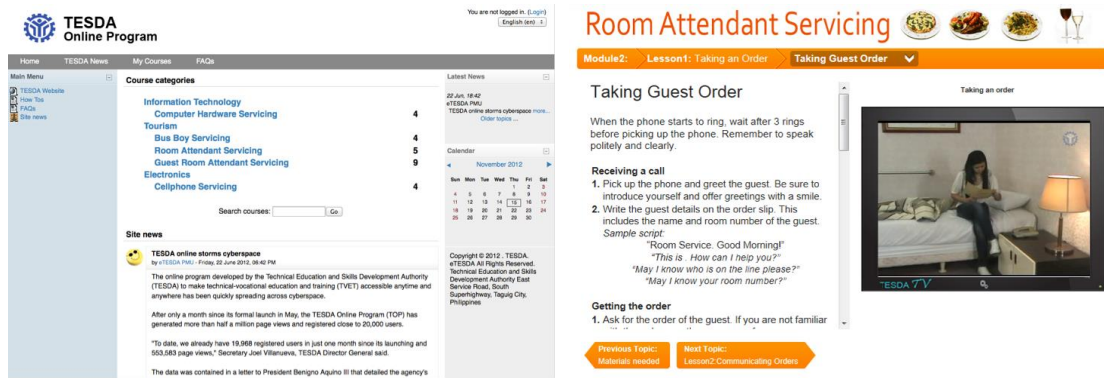 TESDA
Online Program
You are not logged in. (Login)
English (en)
Home TESDA News My Courses FAQs
Main Menu
TESDA Website
How Tos
FAQs
Site news
Course categories
Information Technology
Computer Hardware Servicing 4
Tourism
Bus Boy Servicing 4
Room Attendant Servicing 5
Guest Room Attendant Servicing 9
Electronics
Cellphone Servicing 4
Search courses: Go
Site news
TESDA online storms cyberspace
by eTESDA PMU - Friday, 22 June 2012, 06:42 PM
The online program developed by the Technical Education and Skills Development Authority
(TESDA) to make technical-vocational education and training (TVET) accessible anytime and
anywhere has been quickly spreading across cyberspace.
After only a month since its formal launch in May, the TESDA Online Program (TOP) has
generated more than half a million page views and registered close to 20,000 users.
"To date, we already have 19,968 registered users in just one month since its launching and
553,583 page views," Secretary Joel Villanueva, TESDA Director General said.
The data was contained in a letter to President Benigno Aquino III that detailed the agency's
Latest News
22 Jun, 18:42
eTESDA PMU
TESDA online storms cyberspace more...
Older topics ...
Calendar
November 2012
Sun Mon Tue Wed Thu Fri Sat
1 2 3
4 5 6 7 8 9 10
11 12 13 14 15 16 17
18 19 20 21 22 23 24
25 26 27 28 29 30
Copyright © 2012 . TESDA.
eTESDA All Rights Reserved.
Technical Education and Skills
Development Authority East
Service Road, South
Superhighway, Taguig City,
Philippines
Room Attendant Servicing
Module2: Lesson1: Taking an Order Taking Guest Order
Taking Guest Order
When the phone starts to ring, wait after 3 rings
before picking up the phone. Remember to speak
politely and clearly.
Receiving a call
1. Pick up the phone and greet the guest. Be sure to
introduce yourself and offer greetings with a smile.
2. Write the guest details on the order slip. This
includes the name and room number of the guest.
Sample script:
"Room Service. Good Morning!"
"This is . How can I help you?"
"May I know who is on the line please?"
"May I know your room number?"
Getting the order
1. Ask for the order of the guest. If you are not familiar
Taking an order
TESDA TV
Previous Topic:
Materials needed
Next Topic:
Lesson2:Communicating Orders